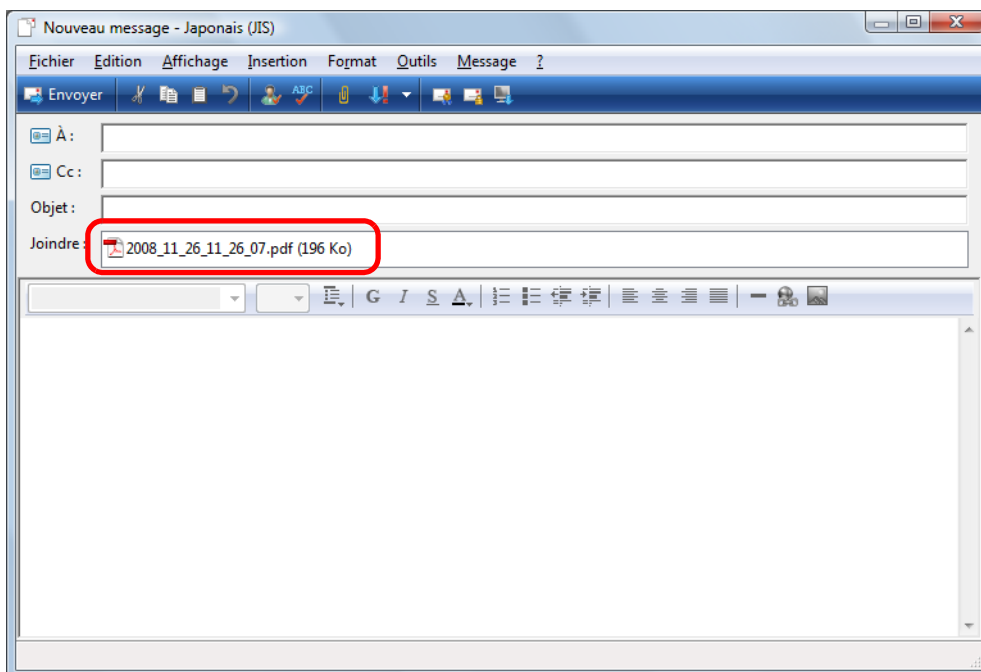 Nouveau message - Japonais (JIS)
Fichier Edition Affichage Insertion Format Outils Message ?
Envoyer ABC
À :
Cc :
Objet :
Joindre : 2008_11_26_11_26_07.pdf (196 Ko)
G I S A